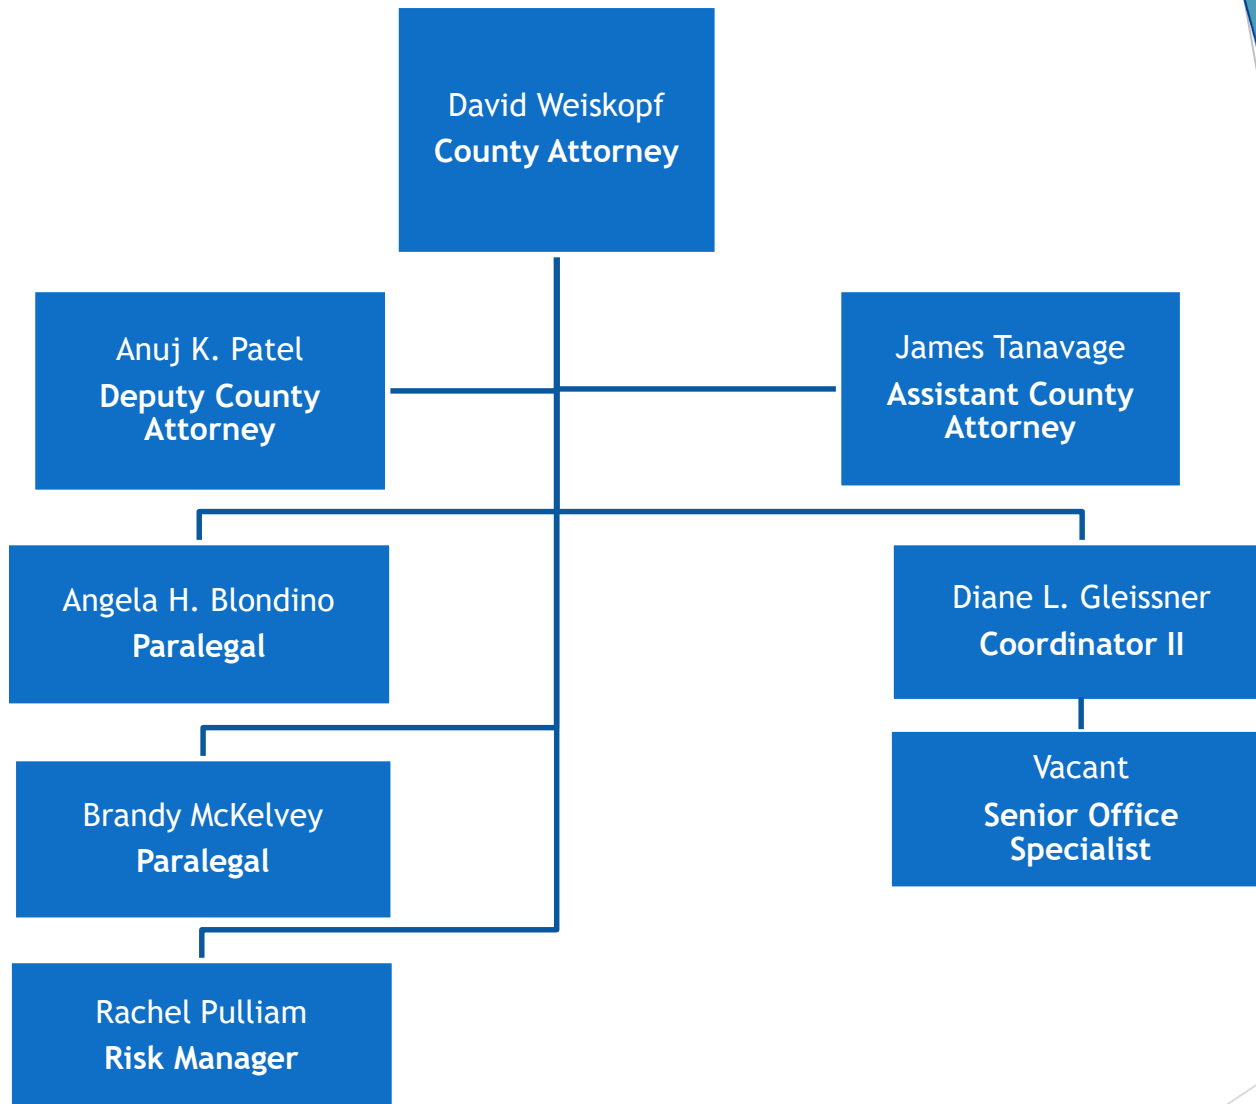 David Weiskopf
County Attorney
Anuj K. Patel
Deputy County
Attorney
James Tanavage
Assistant County
Attorney
Angela H. Blondino
Paralegal
Diane L. Gleissner
Coordinator II
Brandy McKelvey
Paralegal
Vacant
Senior Office
Specialist
Rachel Pulliam
Risk Manager